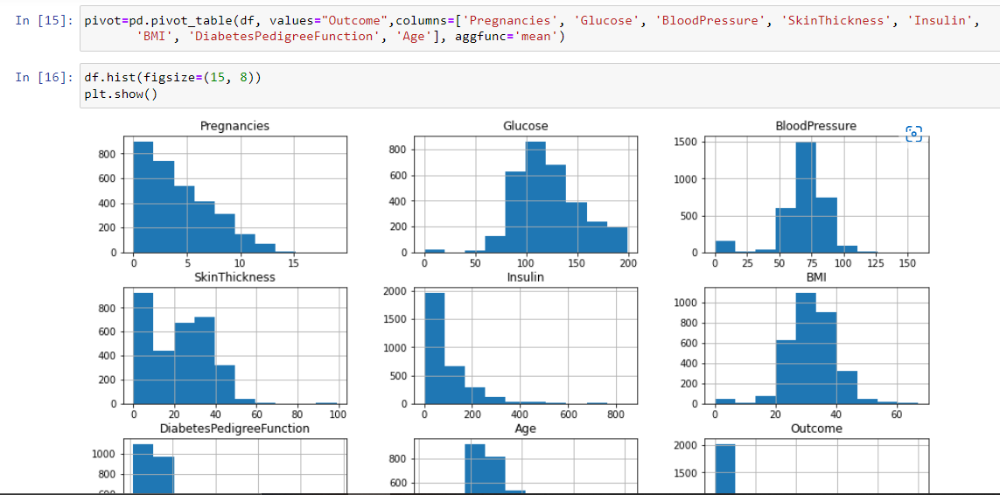 In [15]: pivot=pd.pivot_table(df, values="Outcome",columns=['Pregnancies', 'Glucose', 'BloodPressure', 'SkinThickness', 'Insulin',
'BMI', 'DiabetesPedigreeFunction', 'Age'], aggfunc='mean')
In [16]: df.hist(figsize=(15, 8))
plt.show()
Pregnancies
800
600
400
200
0
0 5 10 15
Glucose
800
600
400
200
0
0 50 100 150 200
BloodPressure
1500
1000
500
0
0 25 50 75 100 125 150
SkinThickness
800
600
400
200
0
0 20 40 60 80 100
Insulin
2000
1500
1000
500
0
0 200 400 600 800
BMI
1000
800
600
400
200
0
0 20 40 60
DiabetesPedigreeFunction
1000
800
Age
800
600
Outcome
2000
1500